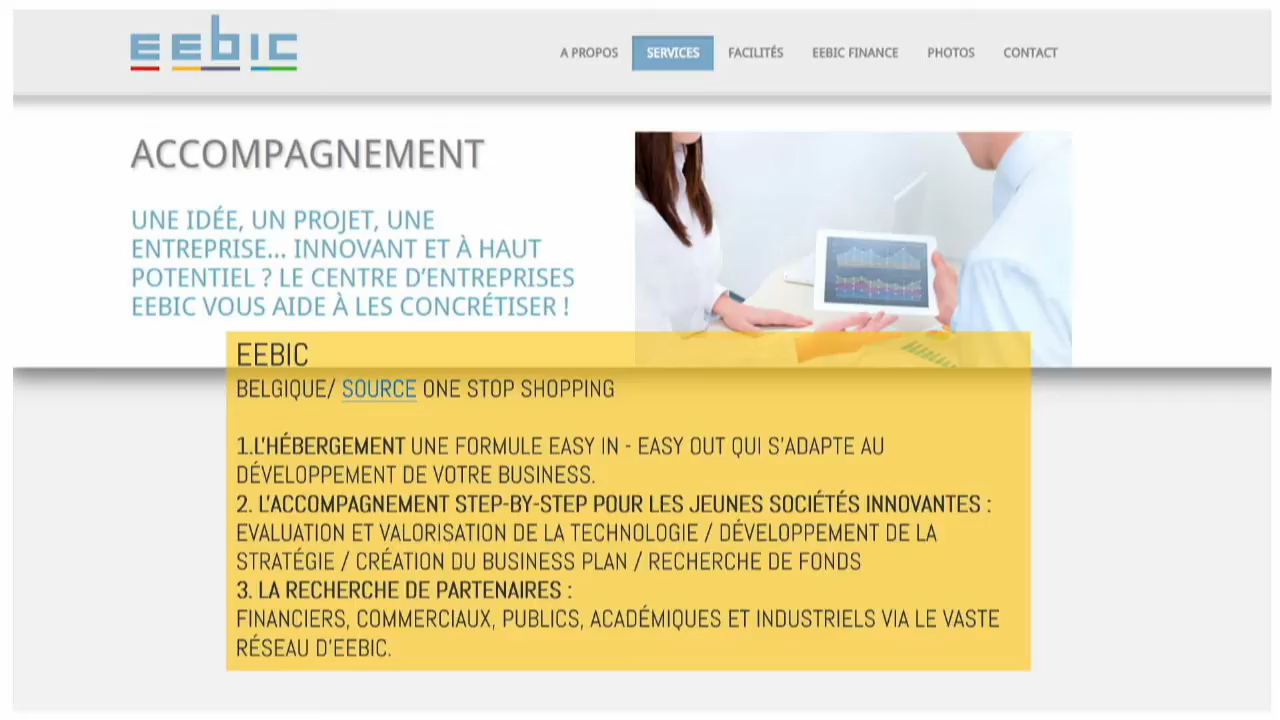 eebic
A PROPOS SERVICES FACILITÉS EEBIC FINANCE PHOTOS CONTACT
ACCOMPAGNEMENT
UNE IDÉE, UN PROJET, UNE
ENTREPRISE... INNOVANT ET À HAUT
POTENTIEL ? LE CENTRE D'ENTREPRISES
EEBIC VOUS AIDE À LES CONCRÉTISER !
EEBIC
BELGIQUE/ SOURCE ONE STOP SHOPPING
1.L'HÉBERGEMENT UNE FORMULE EASY IN - EASY OUT QUI S'ADAPTE AU
DÉVELOPPEMENT DE VOTRE BUSINESS.
2. L'ACCOMPAGNEMENT STEP-BY-STEP POUR LES JEUNES SOCIÉTÉS INNOVANTES :
EVALUATION ET VALORISATION DE LA TECHNOLOGIE / DÉVELOPPEMENT DE LA
STRATÉGIE / CRÉATION DU BUSINESS PLAN / RECHERCHE DE FONDS
3. LA RECHERCHE DE PARTENAIRES :
FINANCIERS, COMMERCIAUX, PUBLICS, ACADÉMIQUES ET INDUSTRIELS VIA LE VASTE
RÉSEAU D'EEBIC.